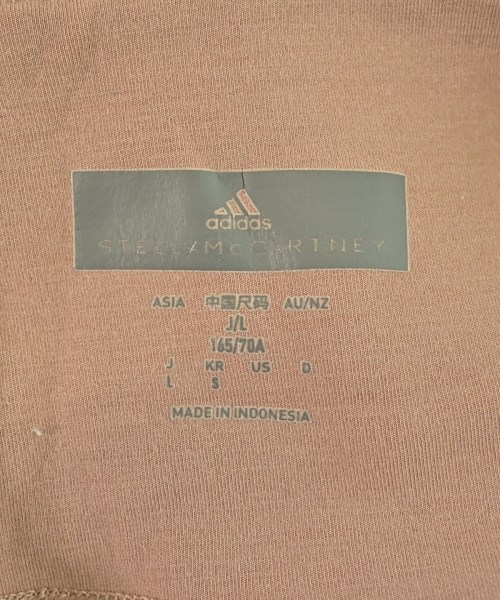 adidas
STELLA McCARTNEY
ASIA 中国尺码 AU/NZ
J/L
165/70A
J KR US D
L S
MADE IN INDONESIA